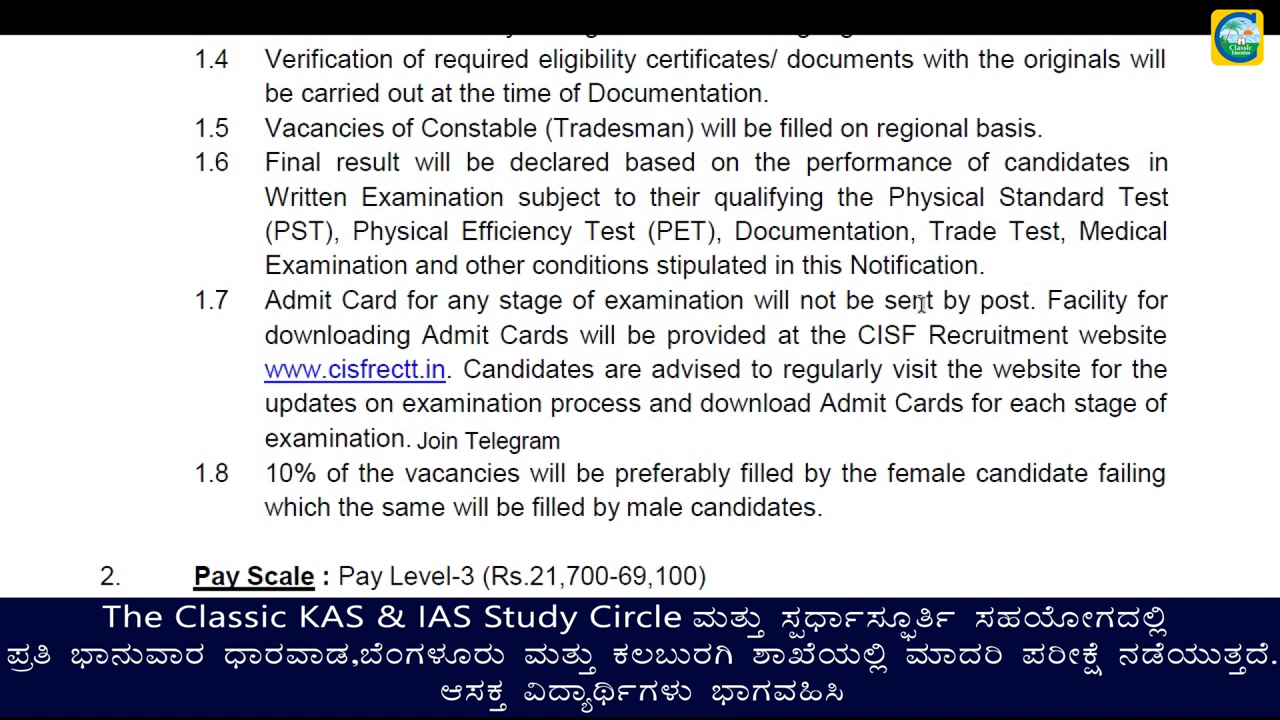 Classic
Education
1.4 Verification of required eligibility certificates/ documents with the originals will
be carried out at the time of Documentation.
1.5 Vacancies of Constable (Tradesman) will be filled on regional basis.
1.6 Final result will be declared based on the performance of candidates in
Written Examination subject to their qualifying the Physical Standard Test
(PST), Physical Efficiency Test (PET), Documentation, Trade Test, Medical
Examination and other conditions stipulated in this Notification.
1.7 Admit Card for any stage of examination will not be sent by post. Facility for
downloading Admit Cards will be provided at the CISF Recruitment website
www.cisfrectt.in. Candidates are advised to regularly visit the website for the
updates on examination process and download Admit Cards for each stage of
examination. Join Telegram
1.8 10% of the vacancies will be preferably filled by the female candidate failing
which the same will be filled by male candidates.
2. Pay Scale : Pay Level-3 (Rs.21,700-69,100)
The Classic KAS & IAS Study Circle ಮತ್ತು ಸ್ಪರ್ಧಾಸ್ಫೂರ್ತಿ ಸಹಯೋಗದಲ್ಲಿ
ಪ್ರತಿ ಭಾನುವಾರ ಧಾರವಾಡ,ಬೆಂಗಳೂರು ಮತ್ತು ಕಲಬುರಗಿ ಶಾಖೆಯಲ್ಲಿ ಮಾದರಿ ಪರೀಕ್ಷೆ ನಡೆಯುತ್ತದೆ.
ಆಸಕ್ತ ವಿದ್ಯಾರ್ಥಿಗಳು ಭಾಗವಹಿಸಿ